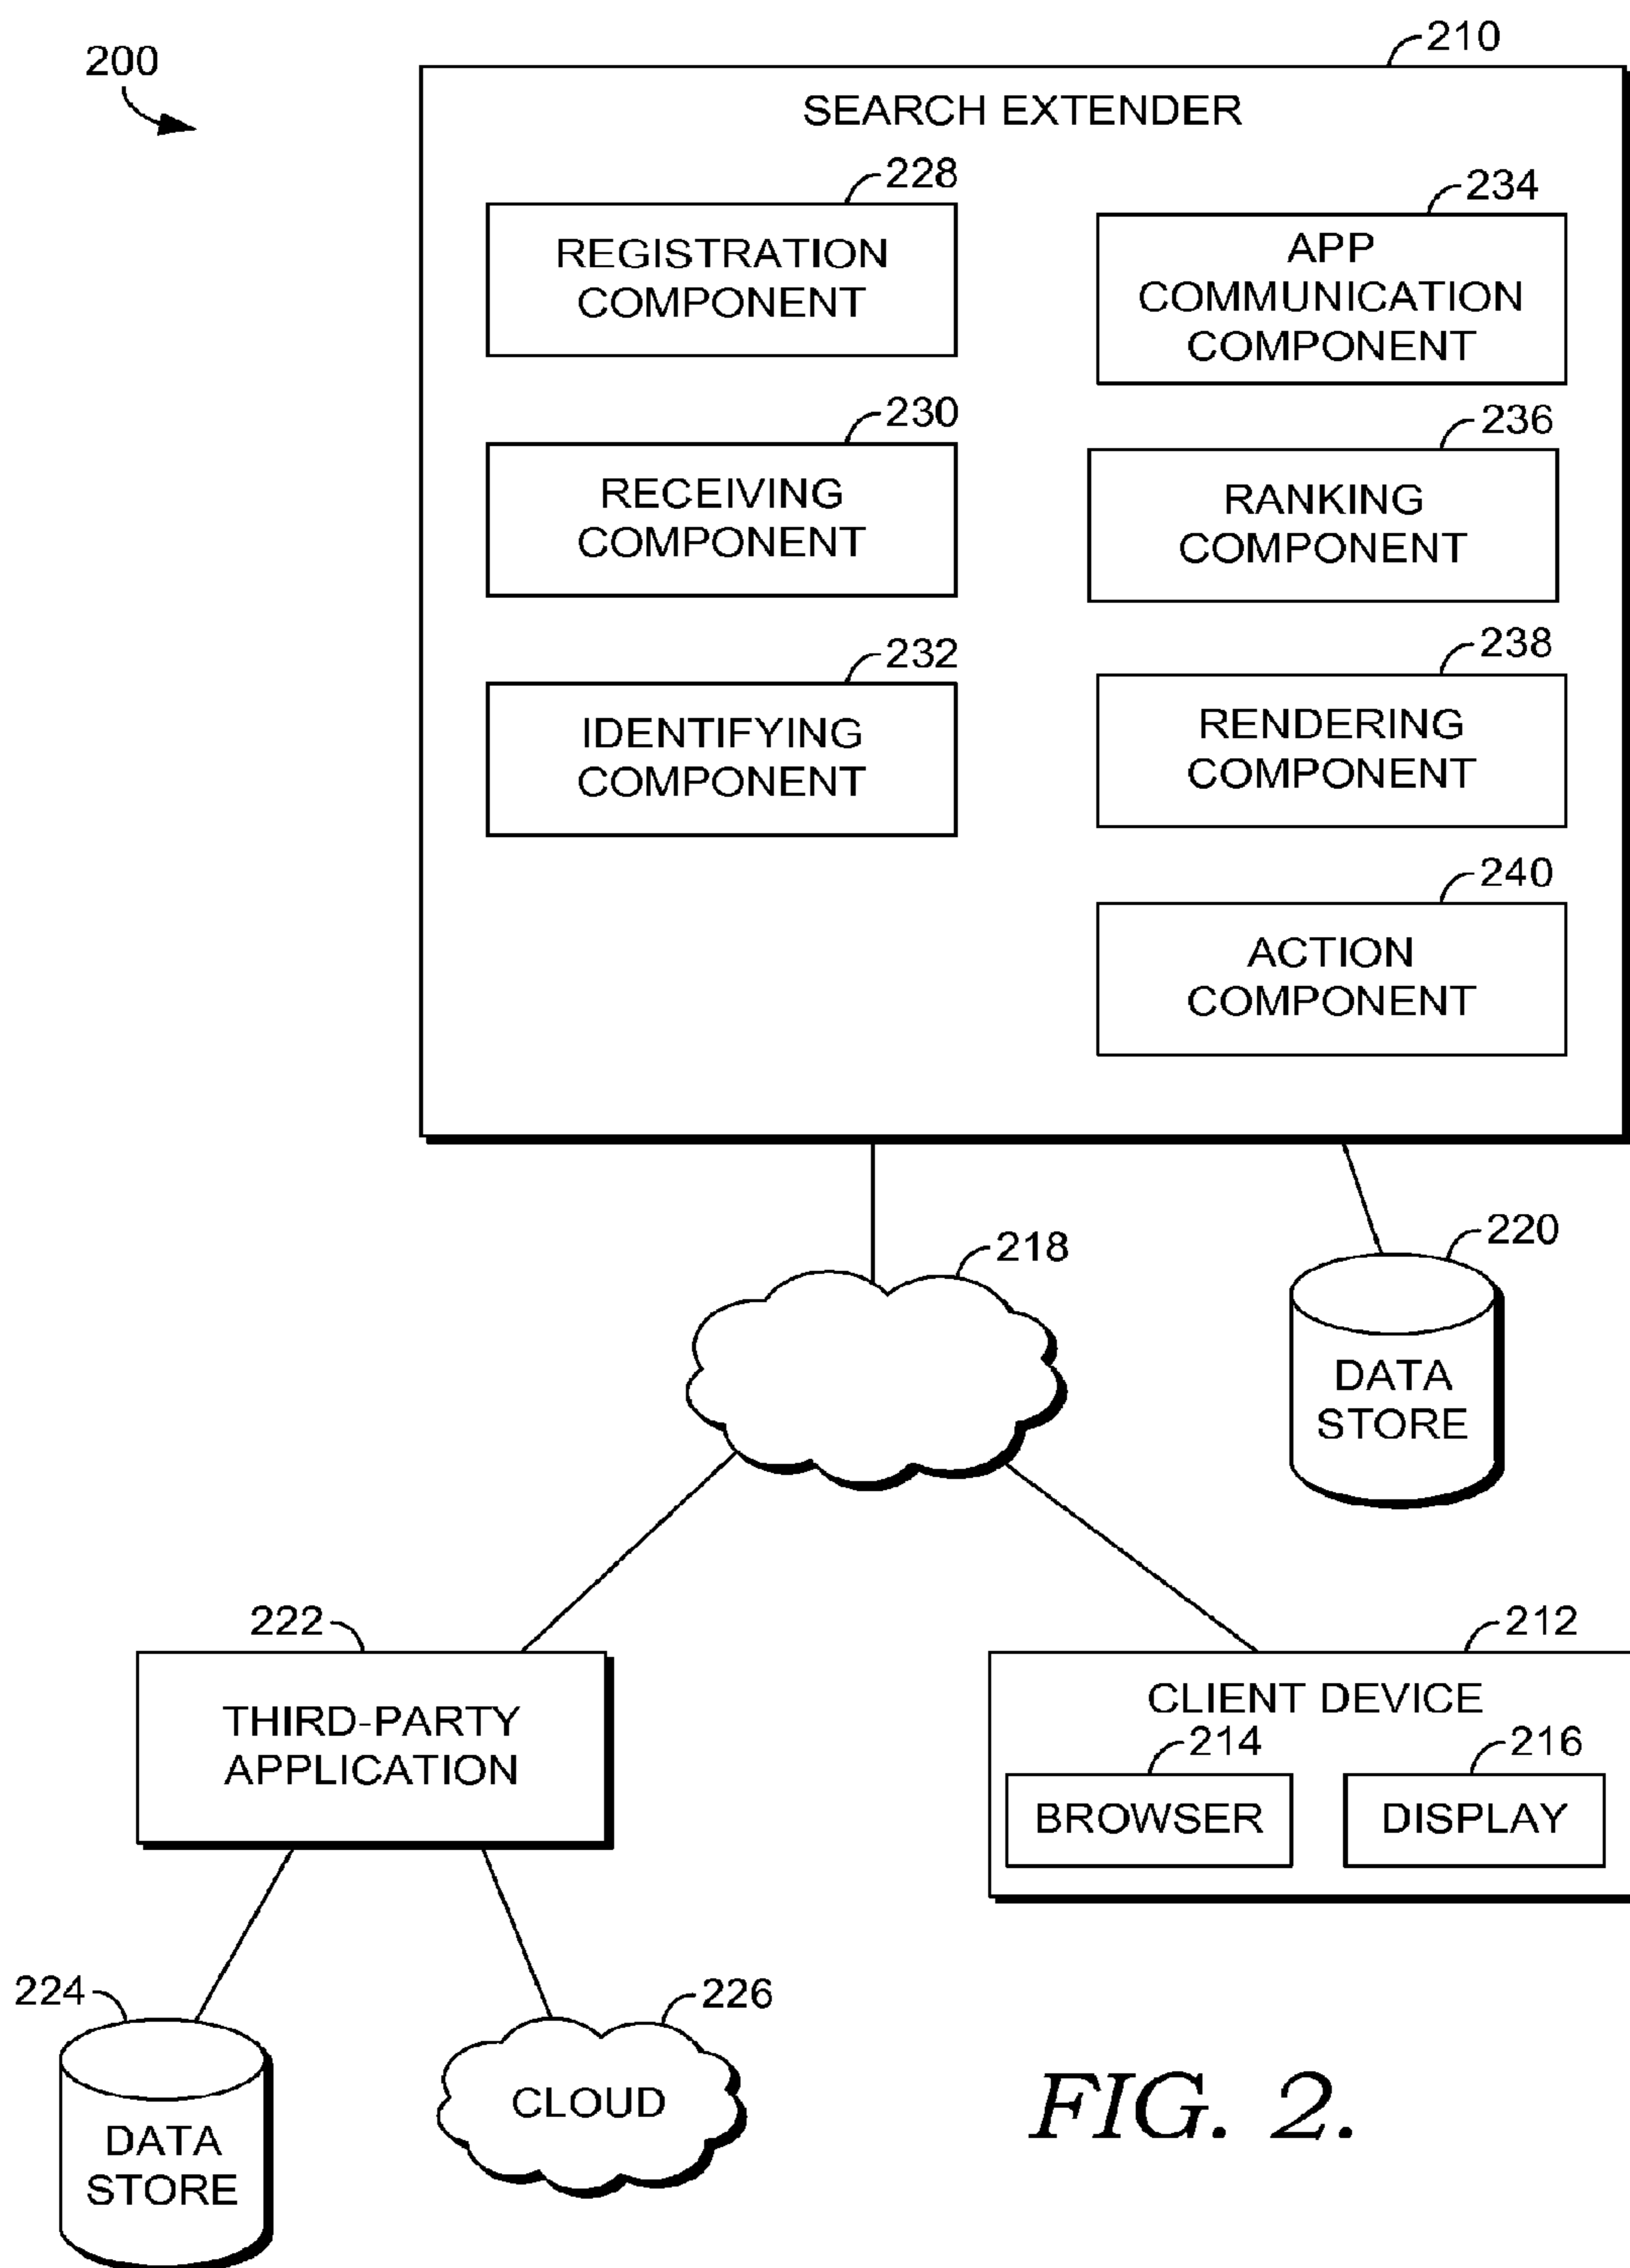 200
210
SEARCH EXTENDER
228
REGISTRATION
COMPONENT
234
APP
COMMUNICATION
COMPONENT
230
RECEIVING
COMPONENT
236
RANKING
COMPONENT
232
IDENTIFYING
COMPONENT
238
RENDERING
COMPONENT
240
ACTION
COMPONENT
218
220
DATA
STORE
222
THIRD-PARTY
APPLICATION
212
CLIENT DEVICE
214
BROWSER
216
DISPLAY
224
DATA
STORE
226
CLOUD
FIG. 2.